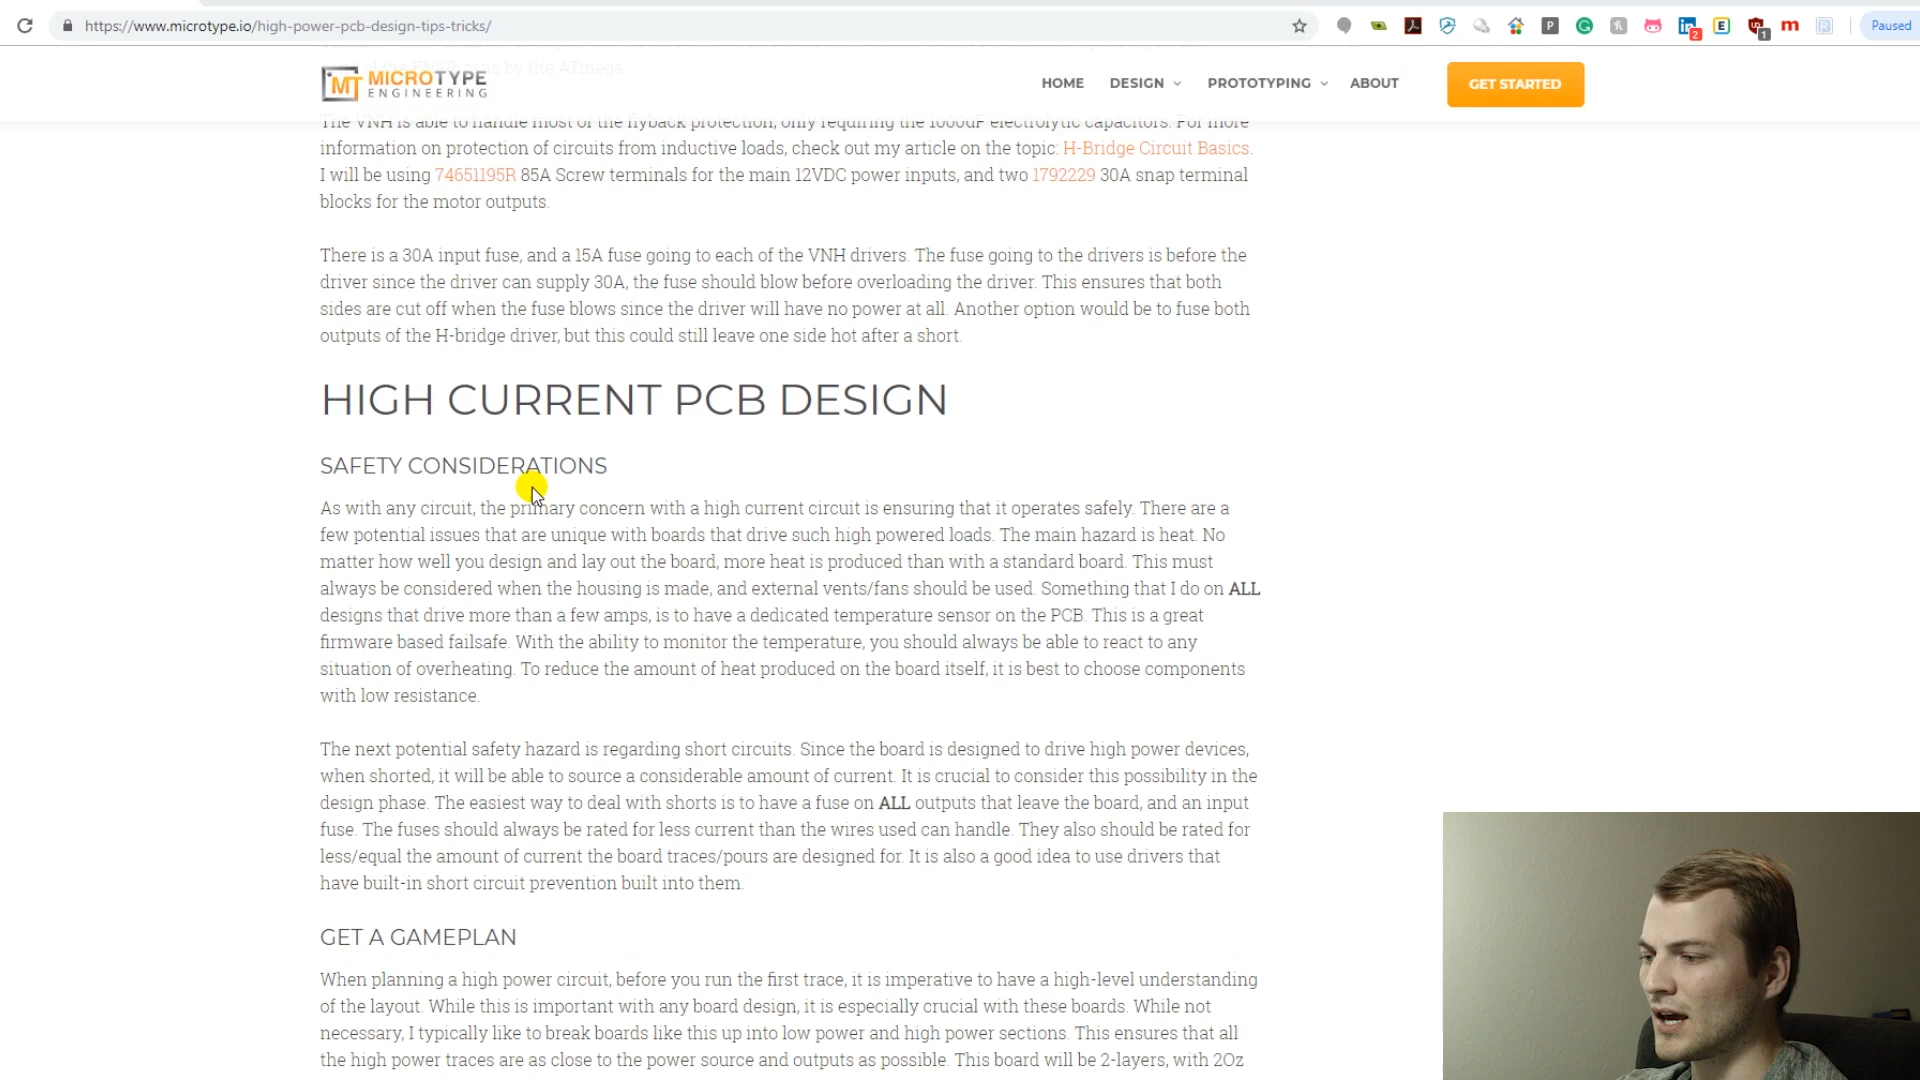 https://www.microtype.io/high-power-pcb-design-tips-tricks/
2
1
Paused
by the ATmega
MICROTYPE
ENGINEERING
HOME
DESIGN
PROTOTYPING
ABOUT
GET STARTED
The VNH is able to handle most of the flyback protection, only requiring the 1000uF electrolytic capacitors. For more
information on protection of circuits from inductive loads, check out my article on the topic: H-Bridge Circuit Basics.
I will be using 74651195R 85A Screw terminals for the main 12VDC power inputs, and two 1792229 30A snap terminal
blocks for the motor outputs.
There is a 30A input fuse, and a 15A fuse going to each of the VNH drivers. The fuse going to the drivers is before the
driver since the driver can supply 30A, the fuse should blow before overloading the driver. This ensures that both
sides are cut off when the fuse blows since the driver will have no power at all. Another option would be to fuse both
outputs of the H-bridge driver, but this could still leave one side hot after a short.
HIGH CURRENT PCB DESIGN
SAFETY CONSIDERATIONS
As with any circuit, the primary concern with a high current circuit is ensuring that it operates safely. There are a
few potential issues that are unique with boards that drive such high powered loads. The main hazard is heat. No
matter how well you design and lay out the board, more heat is produced than with a standard board. This must
always be considered when the housing is made, and external vents/fans should be used. Something that I do on ALL
designs that drive more than a few amps, is to have a dedicated temperature sensor on the PCB. This is a great
firmware based failsafe. With the ability to monitor the temperature, you should always be able to react to any
situation of overheating. To reduce the amount of heat produced on the board itself, it is best to choose components
with low resistance.
The next potential safety hazard is regarding short circuits. Since the board is designed to drive high power devices,
when shorted, it will be able to source a considerable amount of current. It is crucial to consider this possibility in the
design phase. The easiest way to deal with shorts is to have a fuse on ALL outputs that leave the board, and an input
fuse. The fuses should always be rated for less current than the wires used can handle. They also should be rated for
less/equal the amount of current the board traces/pours are designed for. It is also a good idea to use drivers that
have built-in short circuit prevention built into them.
GET A GAMEPLAN
When planning a high power circuit, before you run the first trace, it is imperative to have a high-level understanding
of the layout. While this is important with any board design, it is especially crucial with these boards. While not
necessary, I typically like to break boards like this up into low power and high power sections. This ensures that all
the high power traces are as close to the power source and outputs as possible. This board will be 2-layers, with 2Oz